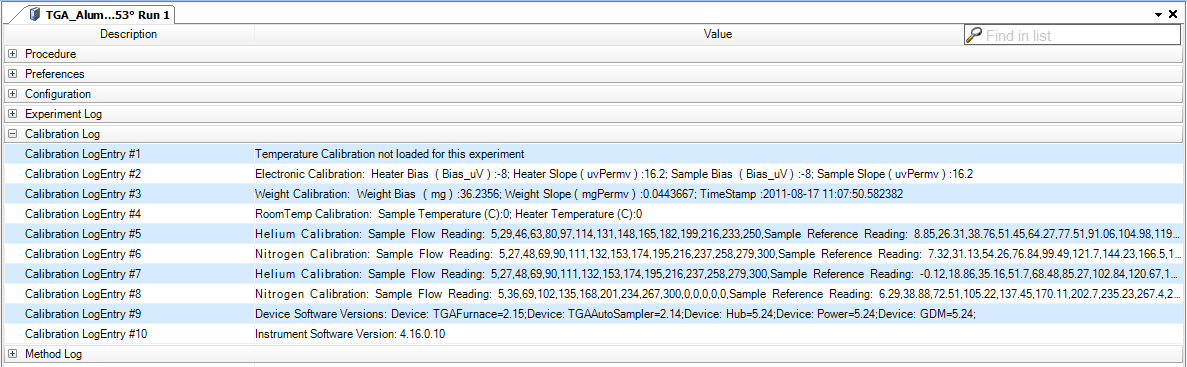 TGA_Alum...53° Run 1
Description Value Find in list
Procedure
Preferences
Configuration
Experiment Log
Calibration Log
Calibration LogEntry #1 Temperature Calibration not loaded for this experiment
Calibration LogEntry #2 Electronic Calibration: Heater Bias ( Bias_uV ) :-8; Heater Slope ( uvPermv ) :16.2; Sample Bias ( Bias_uV ) :-8; Sample Slope ( uvPermv ) :16.2
Calibration LogEntry #3 Weight Calibration: Weight Bias ( mg ) :36.2356; Weight Slope ( mgPermv ) :0.0443667; TimeStamp :2011-08-17 11:07:50.582382
Calibration LogEntry #4 RoomTemp Calibration: Sample Temperature (C):0; Heater Temperature (C):0
Calibration LogEntry #5 Helium Calibration: Sample Flow Reading: 5,29,46,63,80,97,114,131,148,165,182,199,216,233,250,Sample Reference Reading: 8.85,26.31,38.76,51.45,64.27,77.51,91.06,104.98,119...
Calibration LogEntry #6 Nitrogen Calibration: Sample Flow Reading: 5,27,48,69,90,111,132,153,174,195,216,237,258,279,300,Sample Reference Reading: 7.32,31.13,54.26,76.84,99.49,121.7,144.23,166.5,1...
Calibration LogEntry #7 Helium Calibration: Sample Flow Reading: 5,27,48,69,90,111,132,153,174,195,216,237,258,279,300,Sample Reference Reading: -0.12,18.86,35.16,51.7,68.48,85.27,102.84,120.67,1...
Calibration LogEntry #8 Nitrogen Calibration: Sample Flow Reading: 5,36,69,102,135,168,201,234,267,300,0,0,0,0,0,Sample Reference Reading: 6.29,38.88,72.51,105.22,137.45,170.11,202.7,235.23,267.4,2...
Calibration LogEntry #9 Device Software Versions: Device: TGAFurnace=2.15;Device: TGAAutoSampler=2.14;Device: Hub=5.24;Device: Power=5.24;Device: GDM=5.24;
Calibration LogEntry #10 Instrument Software Version: 4.16.0.10
Method Log